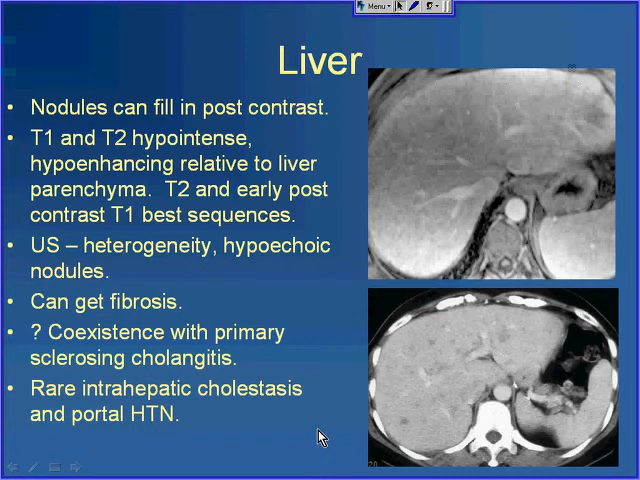 Menu
Liver
• Nodules can fill in post contrast.
• T1 and T2 hypointense,
hypoenhancing relative to liver
parenchyma. T2 and early post
contrast T1 best sequences.
• US – heterogeneity, hypoechoic
nodules.
• Can get fibrosis.
• ? Coexistence with primary
sclerosing cholangitis.
• Rare intrahepatic cholestasis
and portal HTN.
20